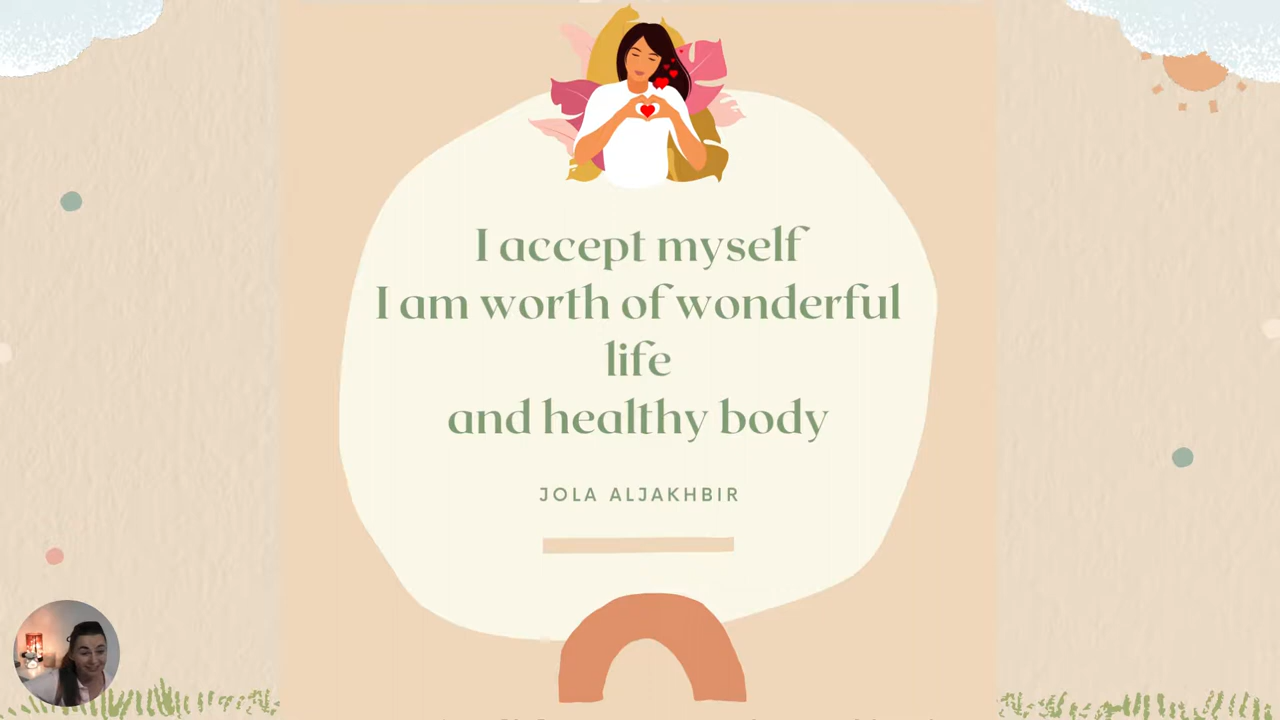 I accept myself
I am worth of wonderful
life
and healthy body
JOLA ALJAKHBIR